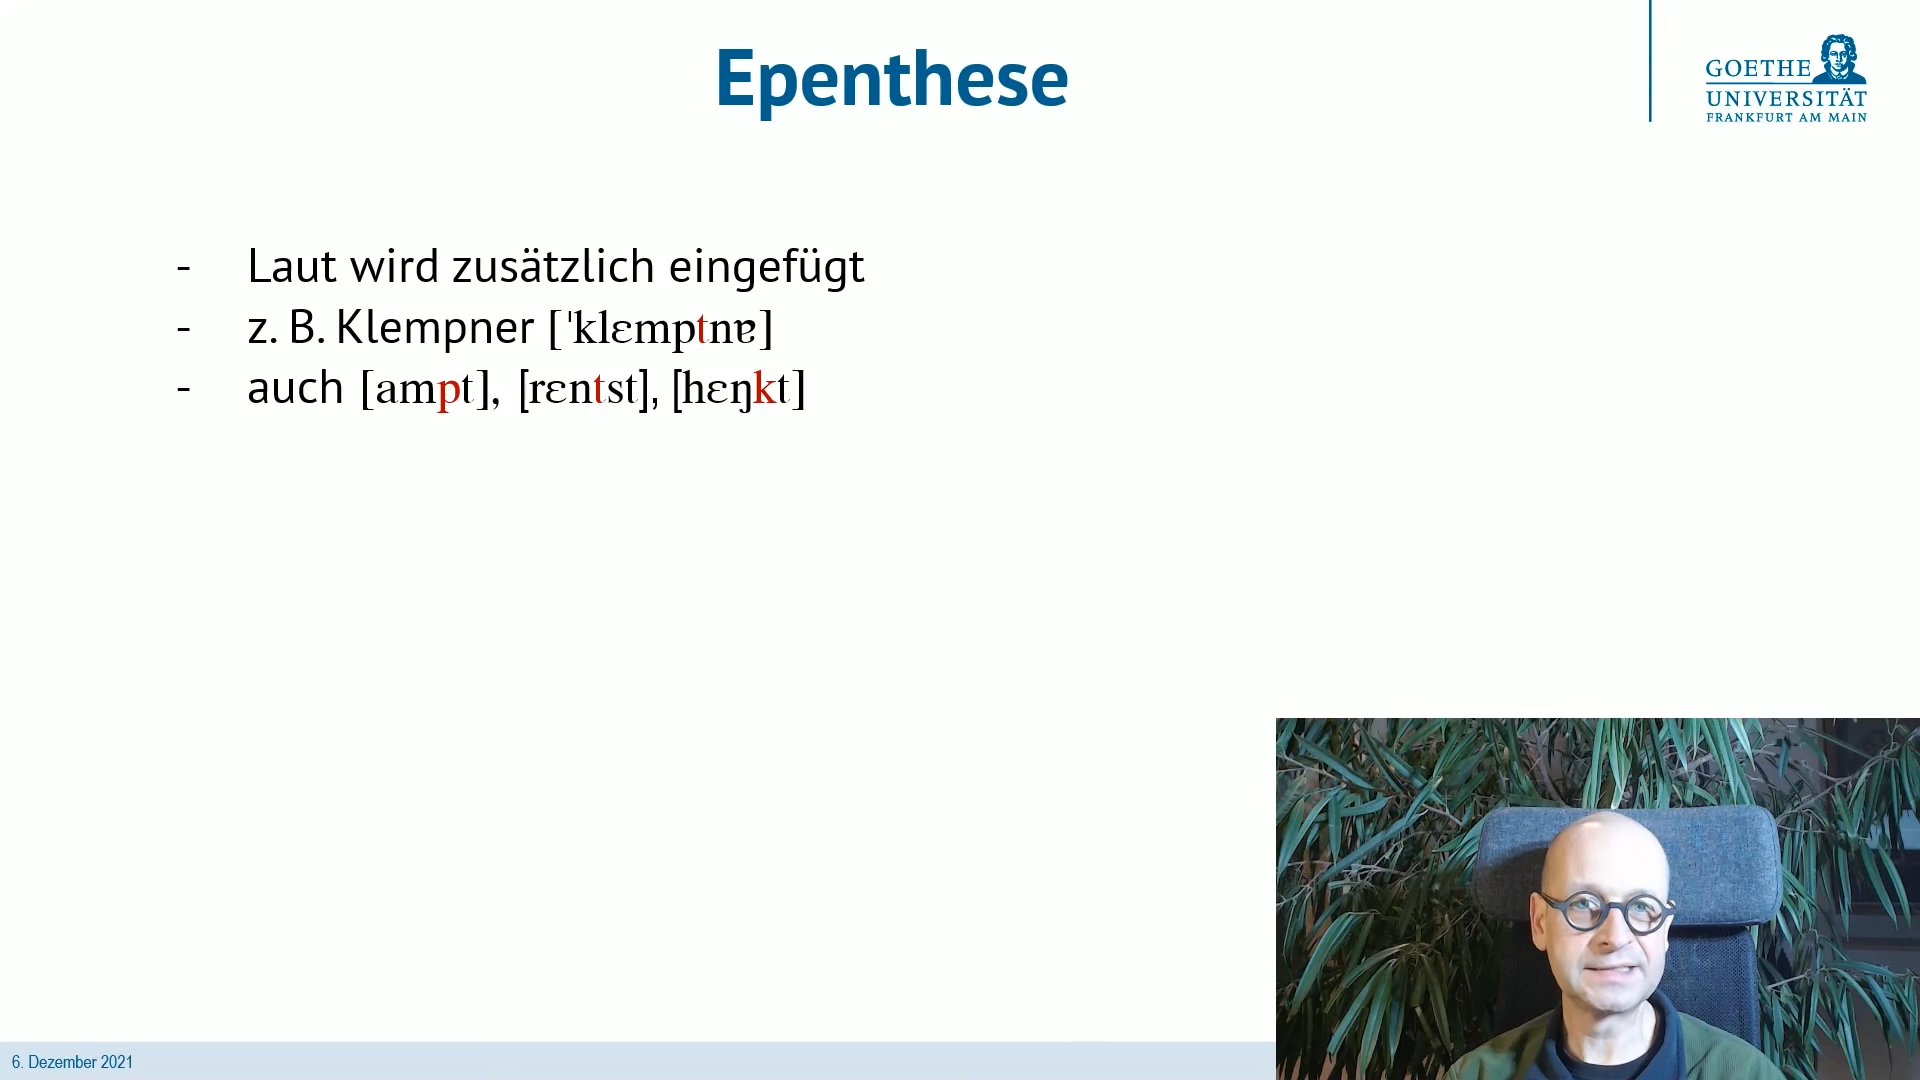 Epenthese
GOETHE
UNIVERSITÄT
FRANKFURT AM MAIN
- Laut wird zusätzlich eingefügt
- z. B. Klempner [ˈklɛmptnɐ]
- auch [ampt], [rɛntst], [hɛŋkt]
6. Dezember 2021